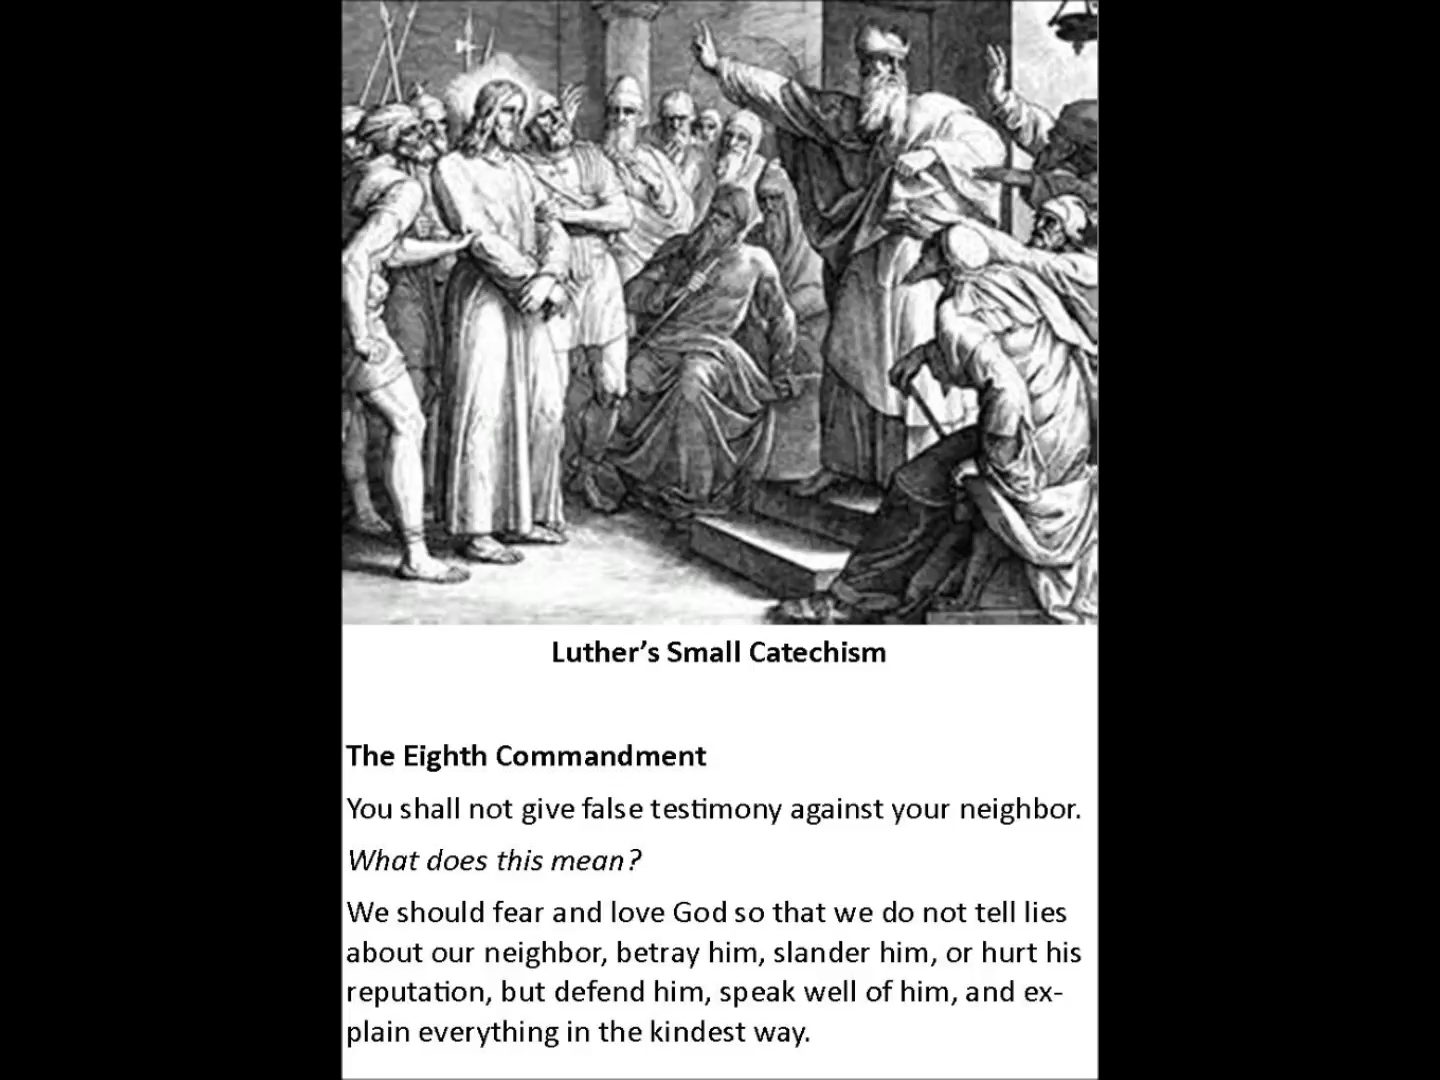 Luther’s Small Catechism
The Eighth Commandment
You shall not give false testimony against your neighbor.
What does this mean?
We should fear and love God so that we do not tell lies
about our neighbor, betray him, slander him, or hurt his
reputation, but defend him, speak well of him, and ex-
plain everything in the kindest way.